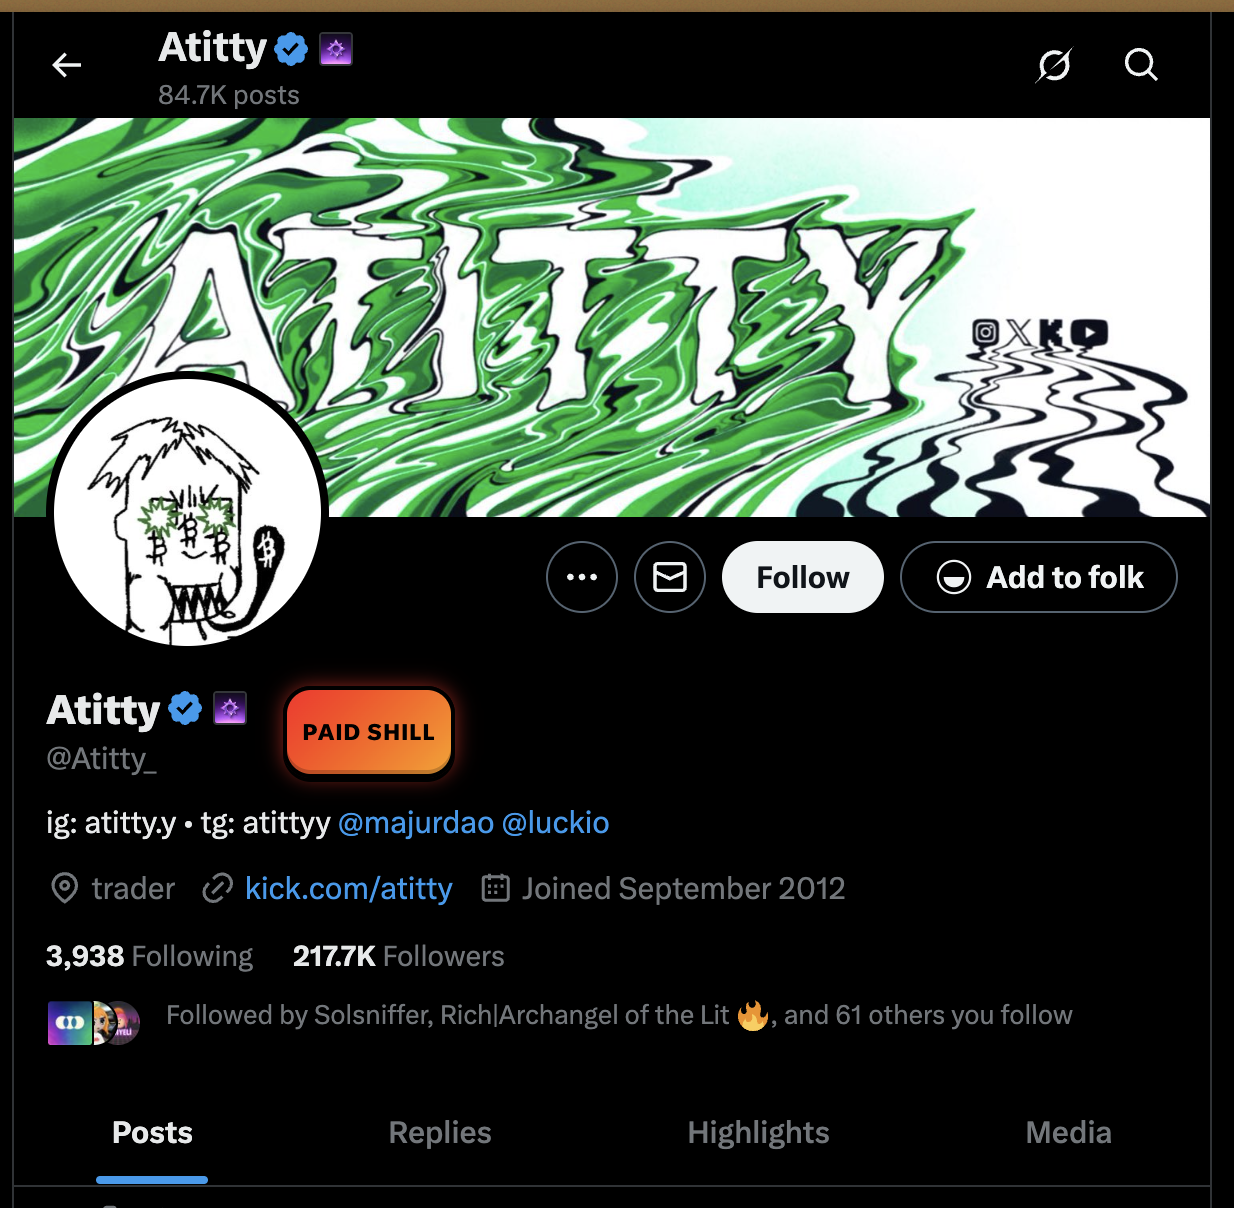 Atitty
84.7K posts
ATITTY
Follow
Add to folk
Atitty
PAID SHILL
@Atitty_
ig: atitty.y • tg: atittyy @majurdao @luckio
trader kick.com/atitty Joined September 2012
3,938 Following 217.7K Followers
Followed by Solsniffer, Rich|Archangel of the Lit 🔥, and 61 others you follow
Posts Replies Highlights Media